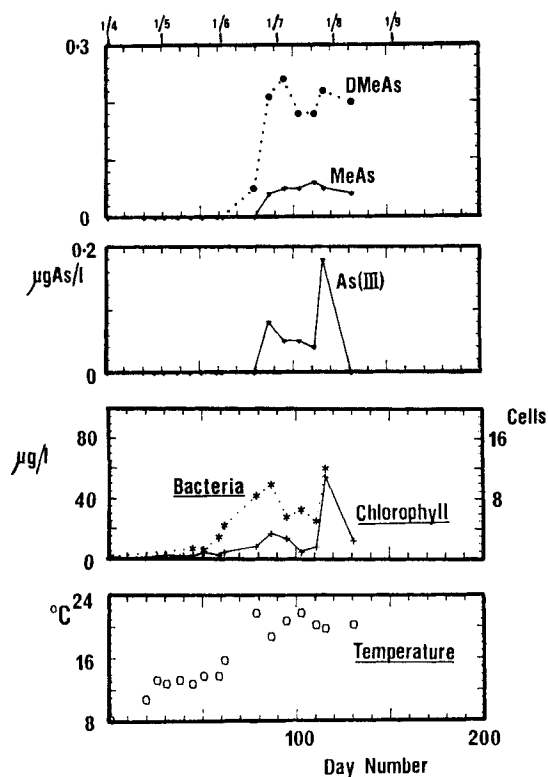 1/4 1/5 1/6 1/7 1/8 1/9
0·3
DMeAs
MeAs
0
0·2
µgAs/l
As(III)
0
Cells
80 16
µg/l
Bacteria
40 8
Chlorophyll
0
24
°C
16
Temperature
8
0 100 200
Day Number